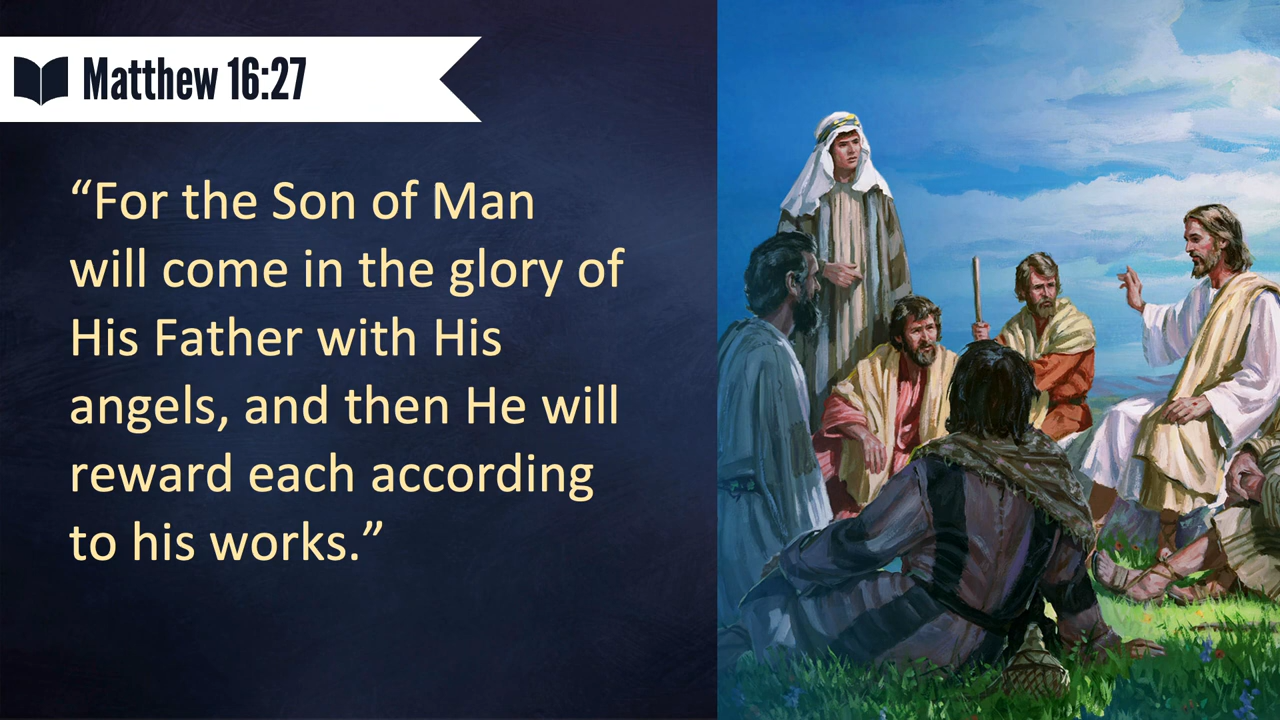 Matthew 16:27
“For the Son of Man
will come in the glory of
His Father with His
angels, and then He will
reward each according
to his works.”